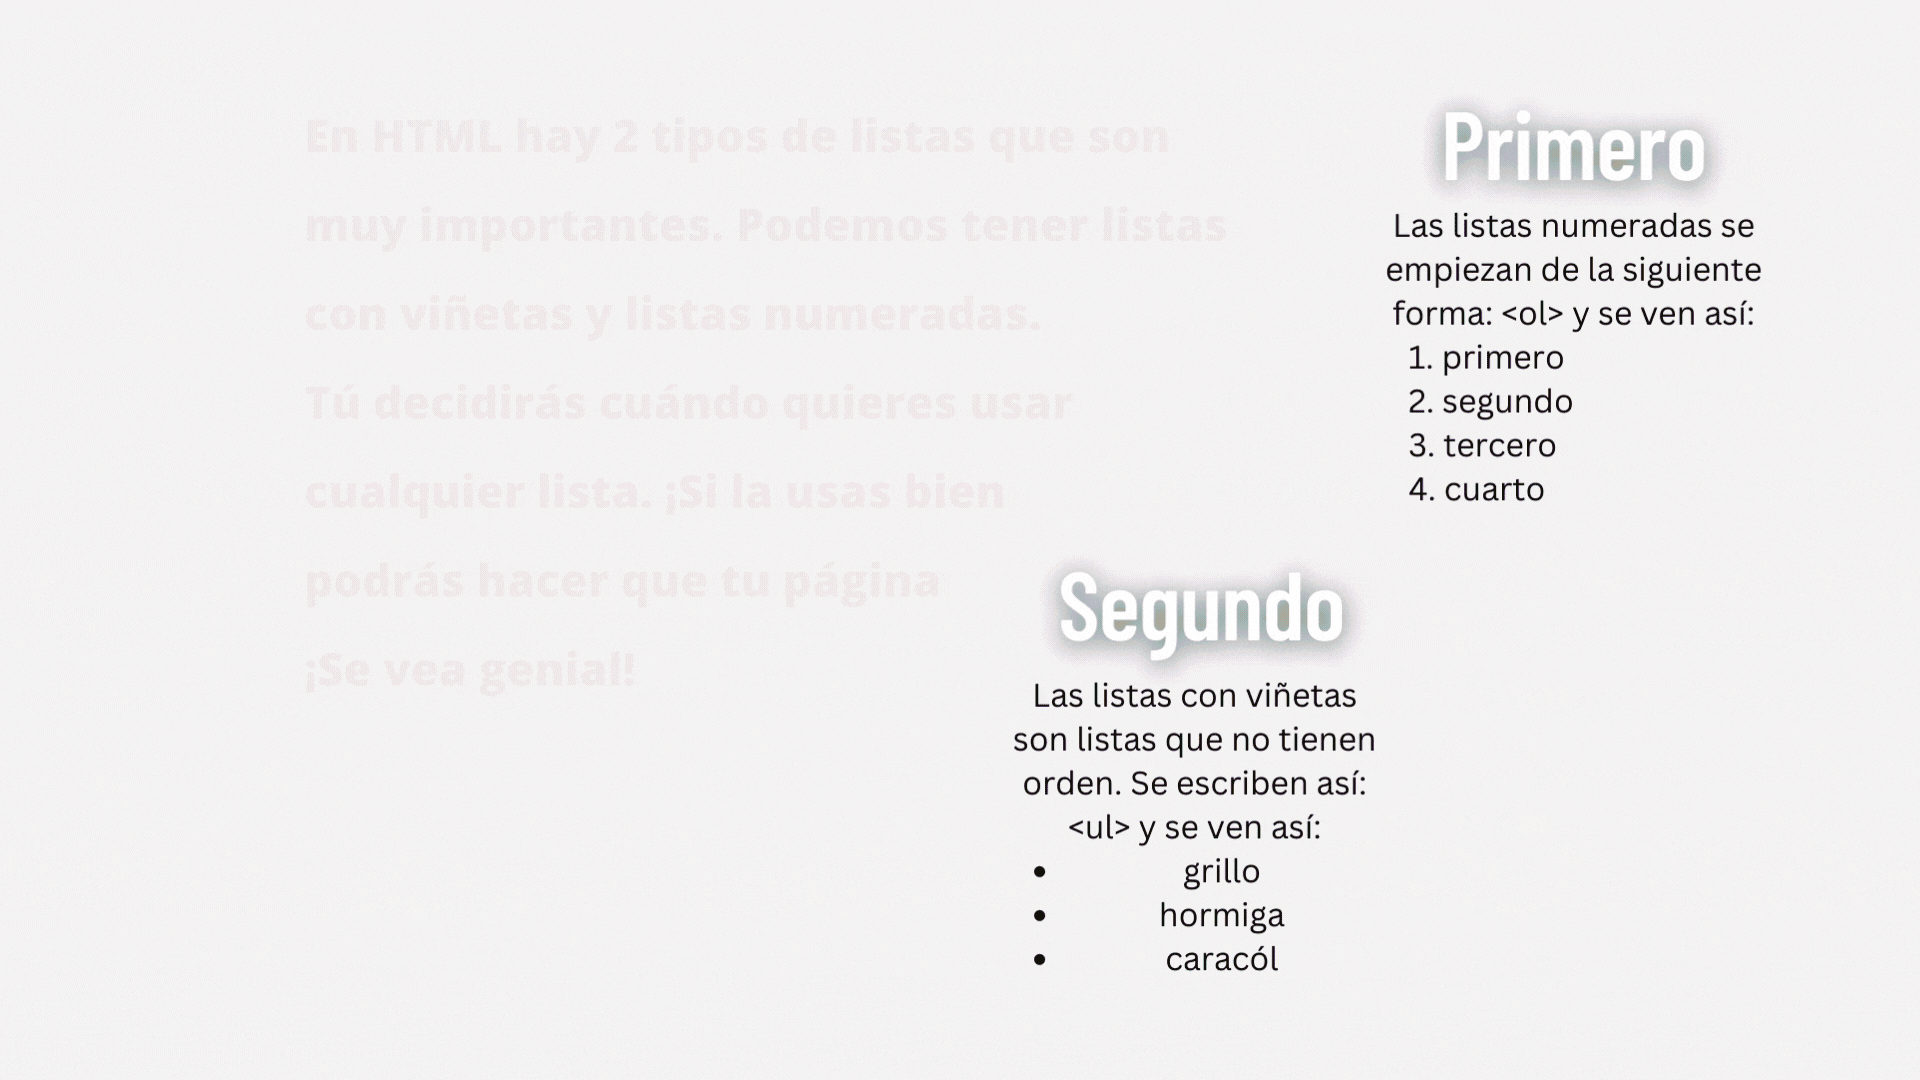 En HTML hay 2 tipos de listas que son
muy importantes. Podemos tener listas
con viñetas y listas numeradas.
Tú decidirás cuándo quieres usar
cualquier lista. ¡Si la usas bien
podrás hacer que tu página
¡Se vea genial!
Primero
Las listas numeradas se
empiezan de la siguiente
forma: <ol> y se ven así:
1. primero
2. segundo
3. tercero
4. cuarto
Segundo
Las listas con viñetas
son listas que no tienen
orden. Se escriben así:
<ul> y se ven así:
• grillo
• hormiga
• caracól